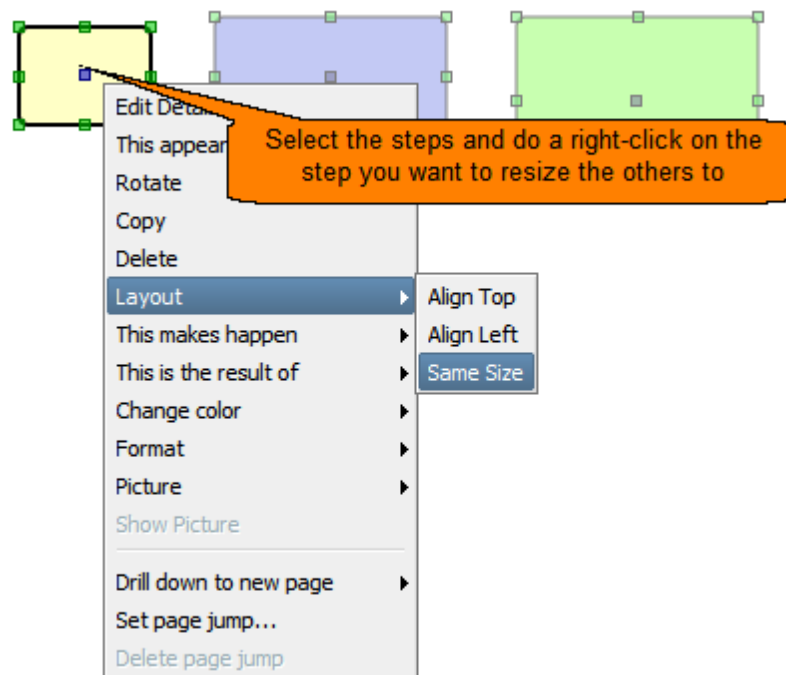 Edit Deta
This appear
Select the steps and do a right-click on the
step you want to resize the others to
Rotate
Copy
Delete
Layout
Align Top
This makes happen
Align Left
This is the result of
Same Size
Change color
Format
Picture
Show Picture
Drill down to new page
Set page jump...
Delete page jump